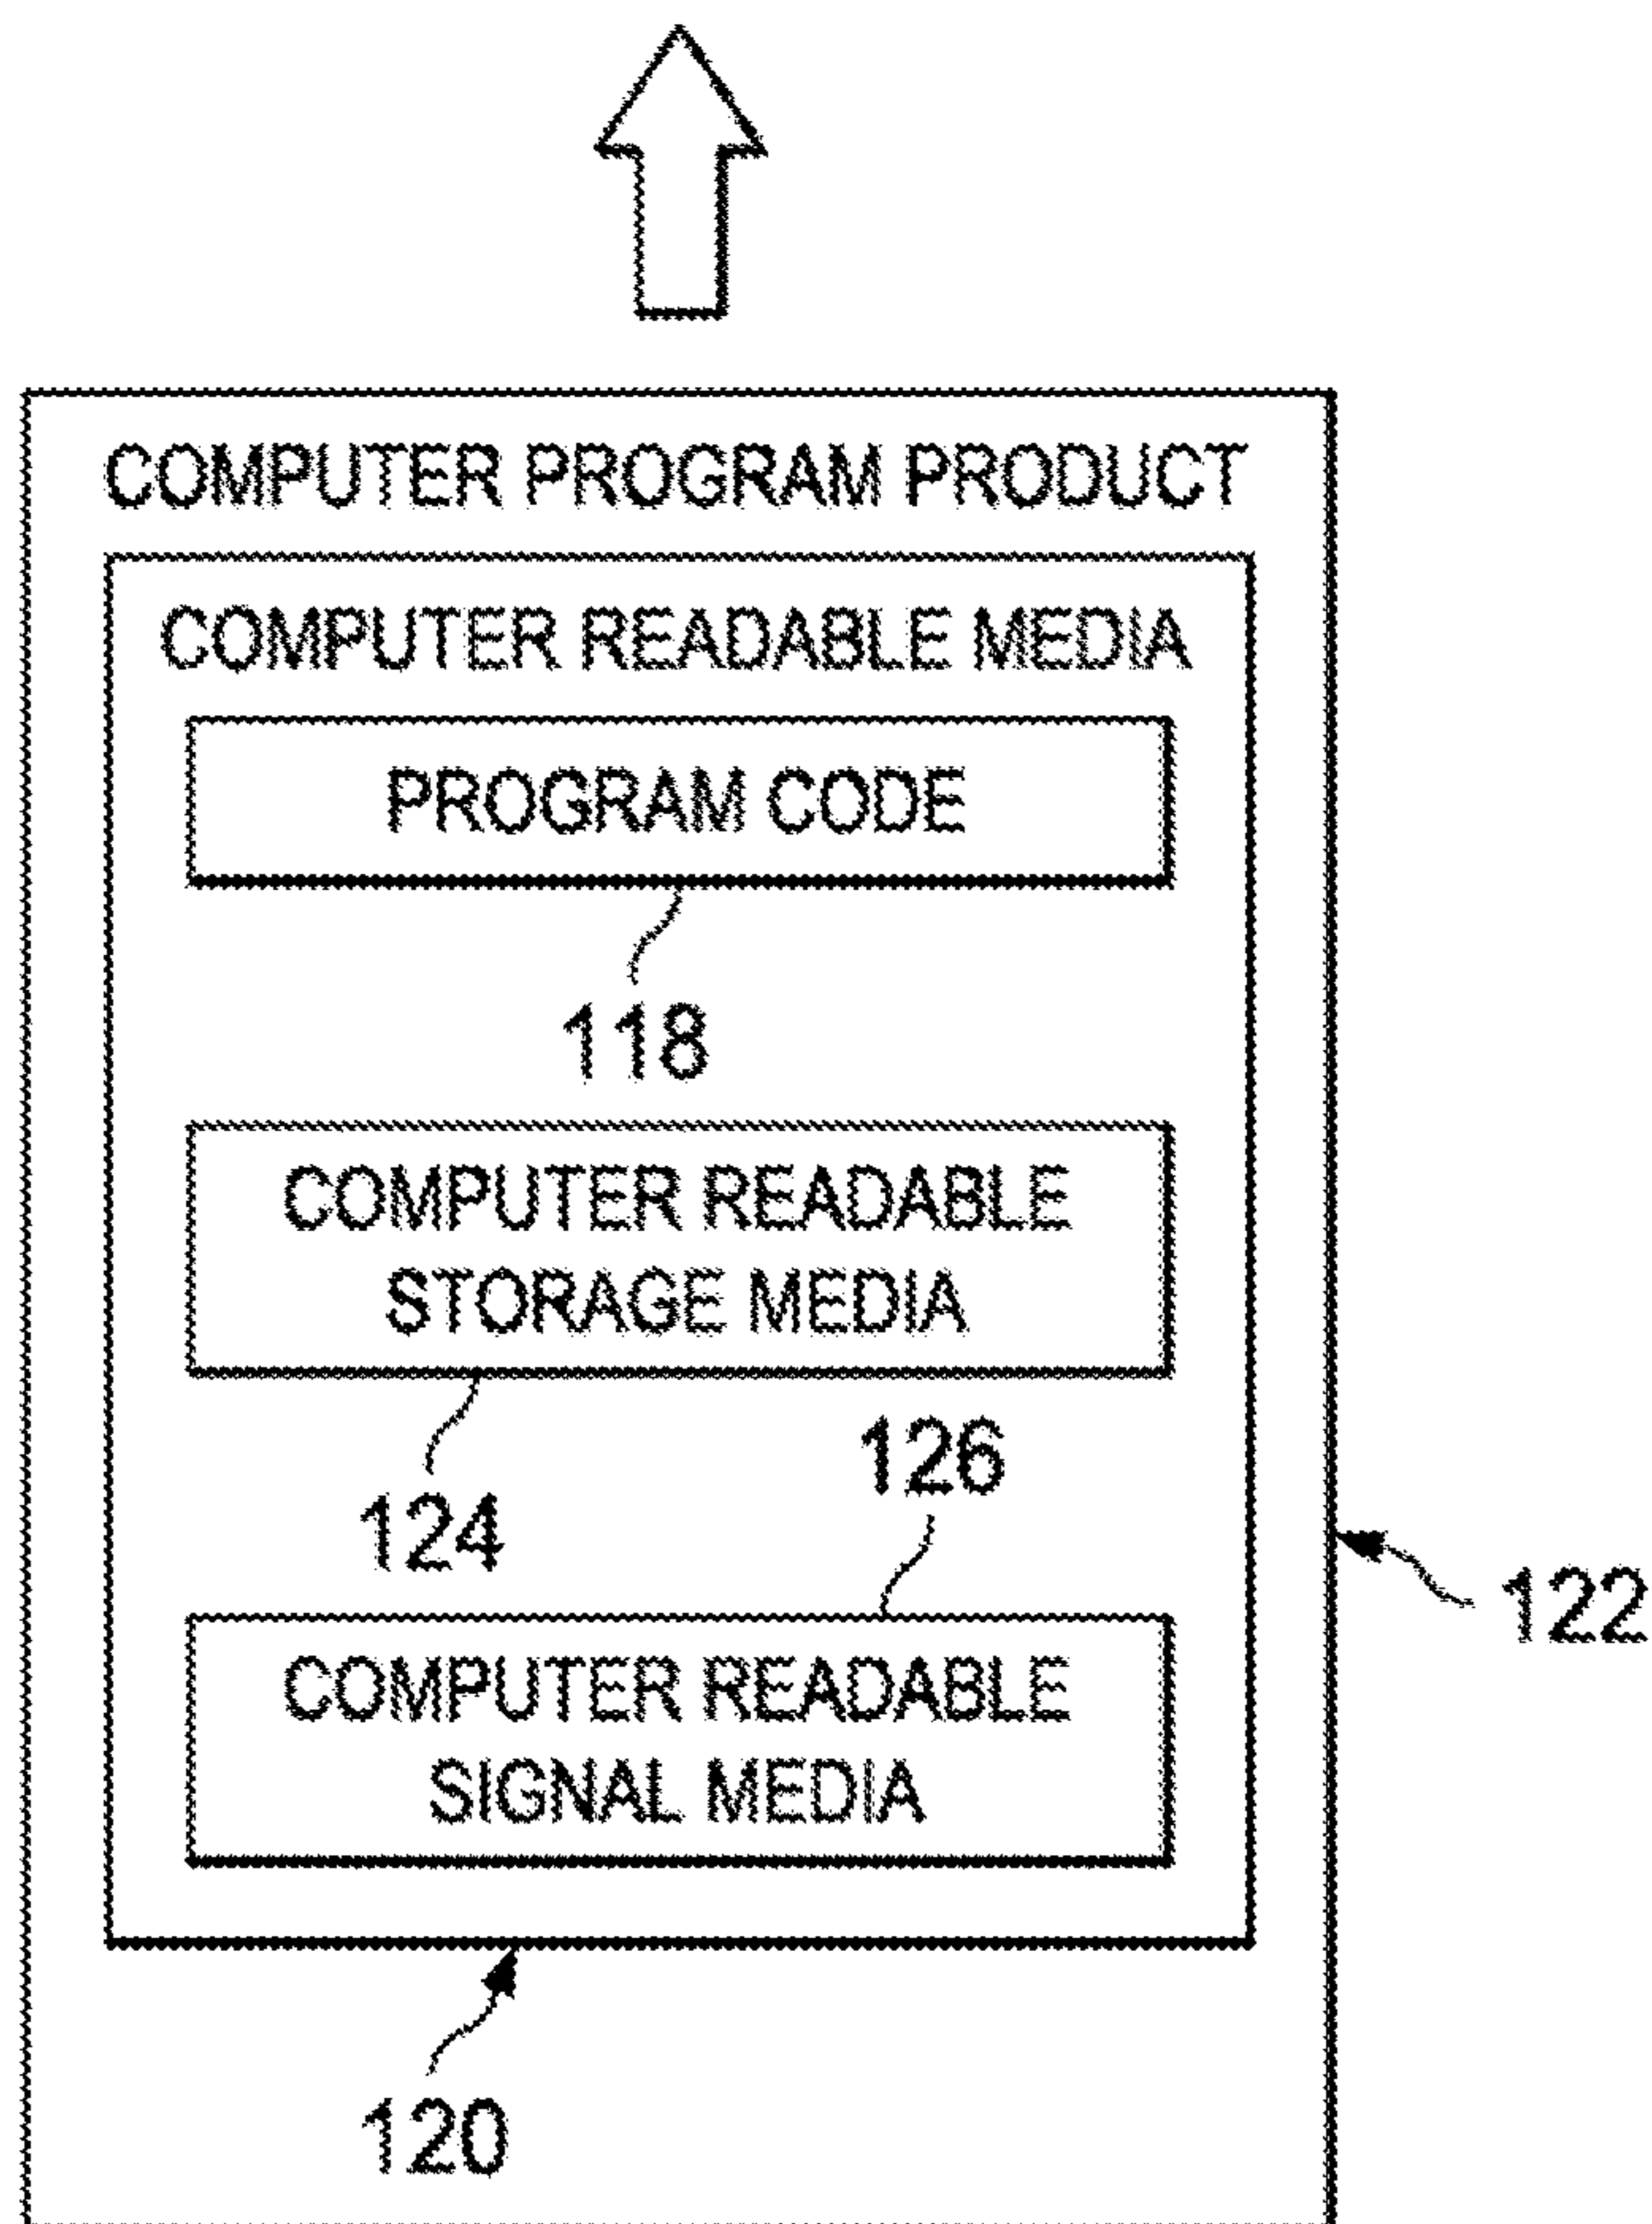 COMPUTER PROGRAM PRODUCT
COMPUTER READABLE MEDIA
PROGRAM CODE
118
COMPUTER READABLE
STORAGE MEDIA
124
126
COMPUTER READABLE
SIGNAL MEDIA
122
120